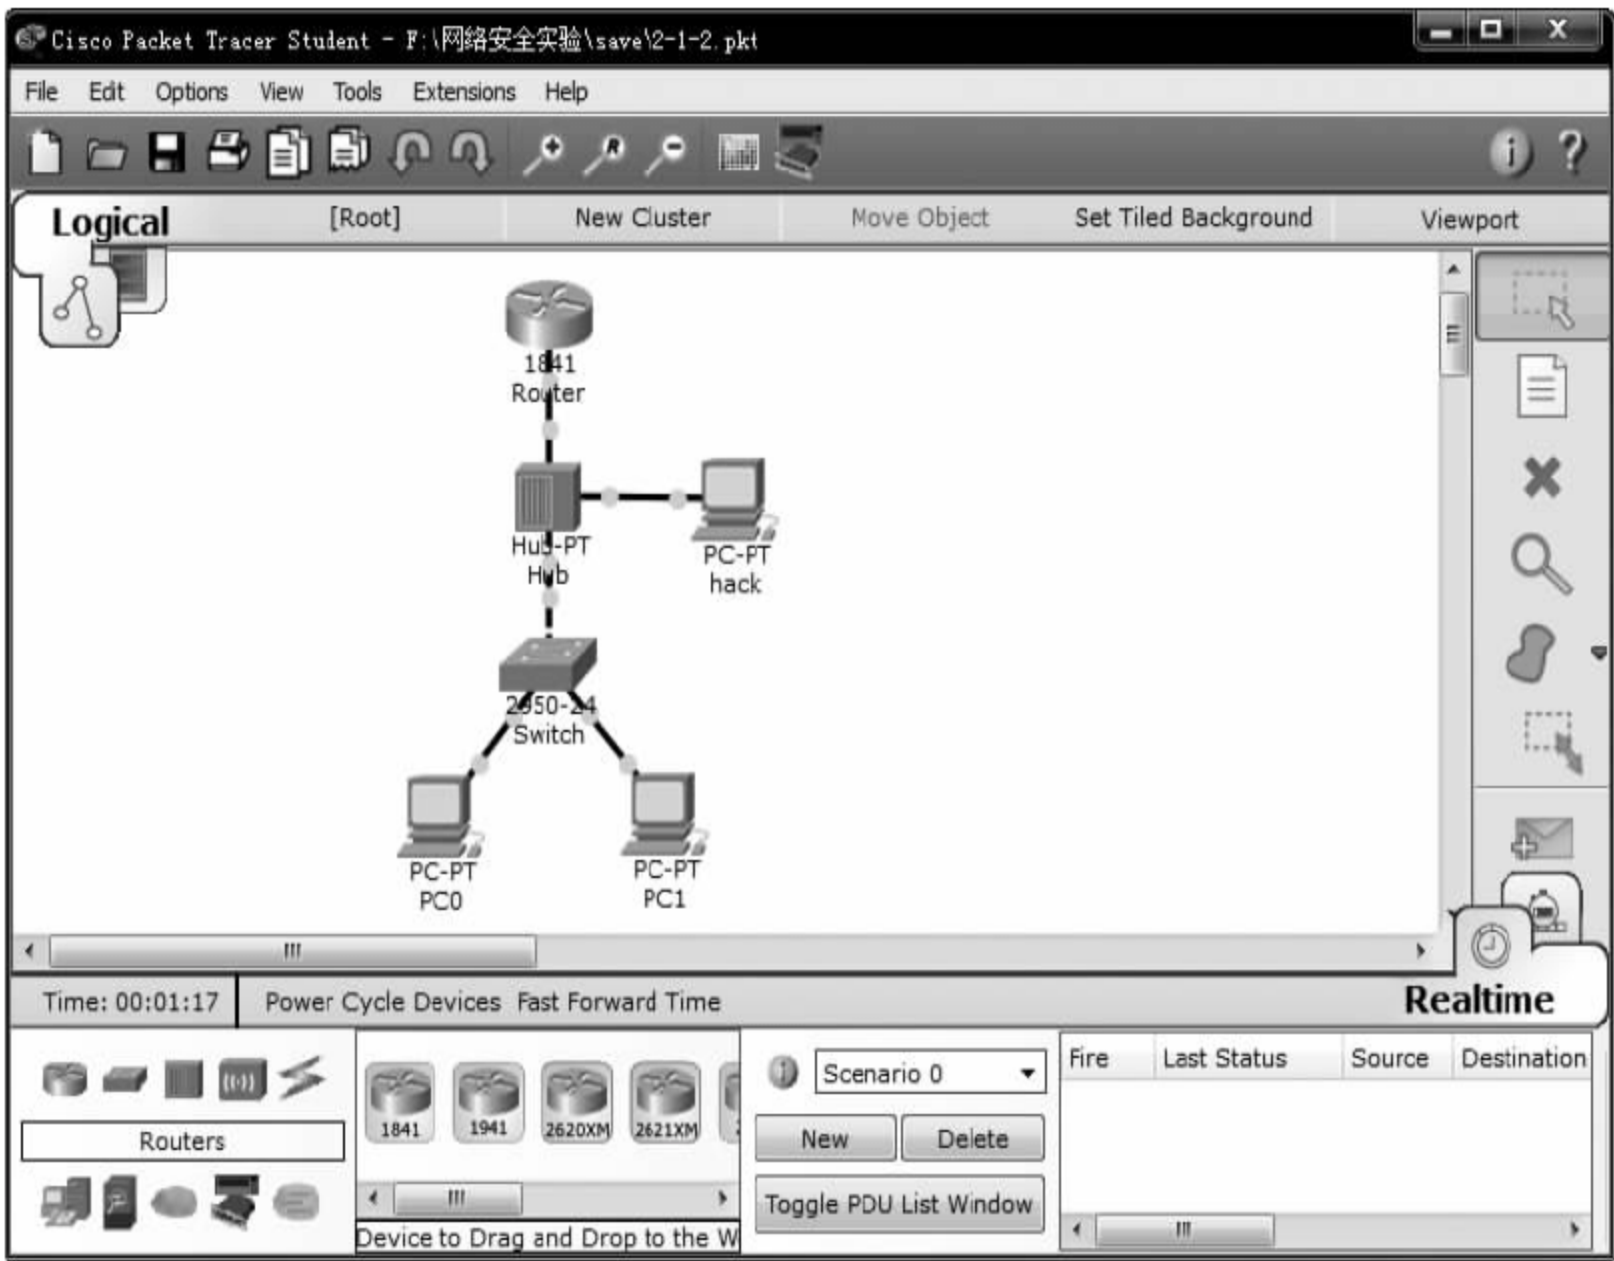 Cisco Packet Tracer Student - F:\网络安全实验\save\2-1-2.pkt
File Edit Options View Tools Extensions Help
Logical [Root] New Cluster Move Object Set Tiled Background Viewport
1841
Router
Hub-PT
Hub
PC-PT
hack
2950-24
Switch
PC-PT
PC0
PC-PT
PC1
Time: 00:01:17 Power Cycle Devices Fast Forward Time Realtime
Routers
1841 1941 2620XM 2621XM
Device to Drag and Drop to the W
Scenario 0
New Delete
Toggle PDU List Window
Fire Last Status Source Destination